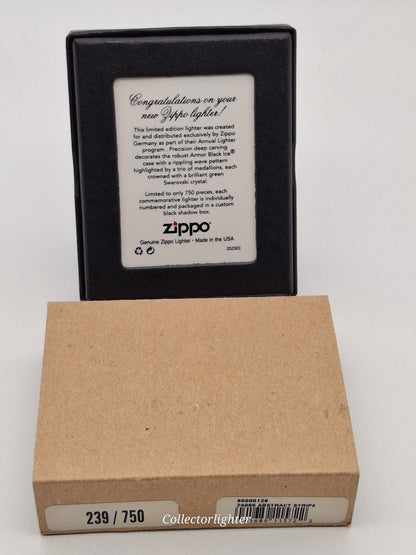 Congratulations on your
new Zippo lighter!
This limited edition lighter was created
for and distributed exclusively by Zippo
Germany as part of their Annual Lighter
program . Precision deep carving
decorates the robust Armor Black Ice®
case with a rippling wave pattern
highlighted by a trio of medallions, each
crowned with a brilliant green
Swarovski crystal.
Limited to only 750 pieces, each
commemorative lighter is individually
numbered and packaged in a custom
black shadow box.
zippo®
Genuine Zippo Lighter - Made in the USA
252303
60000126
ABSTRACT STRIPE
239 / 750
Collectorlighter